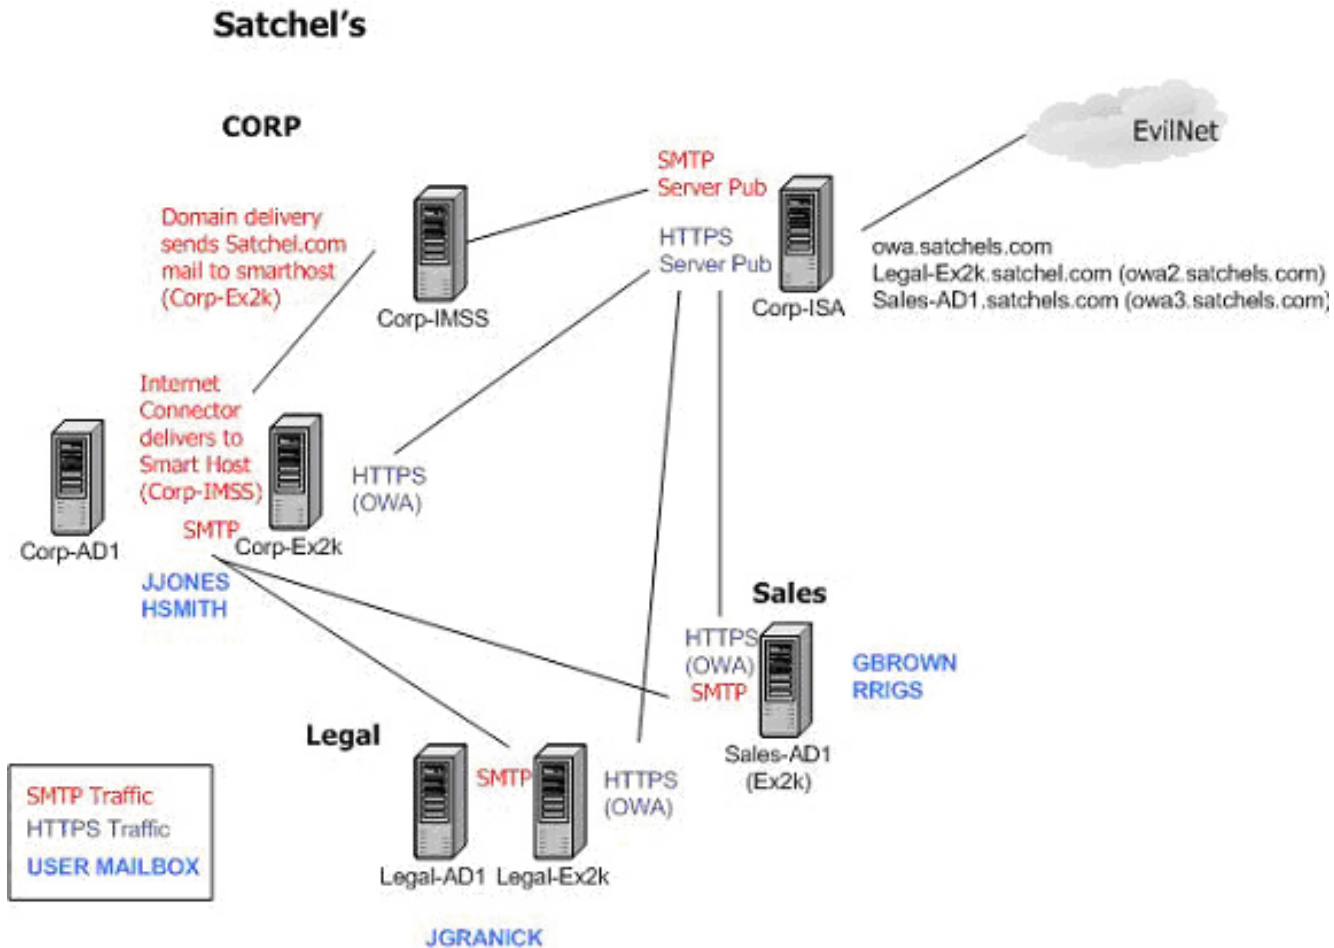 Satchel's
CORP
EvilNet
SMTP
Server Pub
HTTPS
Server Pub
Corp-ISA
owa.satchels.com
Legal-Ex2k.satchel.com (owa2.satchels.com)
Sales-AD1.satchels.com (owa3.satchels.com)
Domain delivery
sends Satchel.com
mail to smarthost
(Corp-Ex2k)
Corp-IMSS
Internet
Connector
delivers to
Smart Host
(Corp-IMSS)
SMTP
Corp-AD1
Corp-Ex2k
HTTPS
(OWA)
JJONES
HSMITH
Sales
HTTPS
(OWA)
SMTP
GBROWN
RRIGS
Sales-AD1
(Ex2k)
Legal
SMTP
HTTPS
(OWA)
Legal-AD1
Legal-Ex2k
JGRANICK
SMTP Traffic
HTTPS Traffic
USER MAILBOX